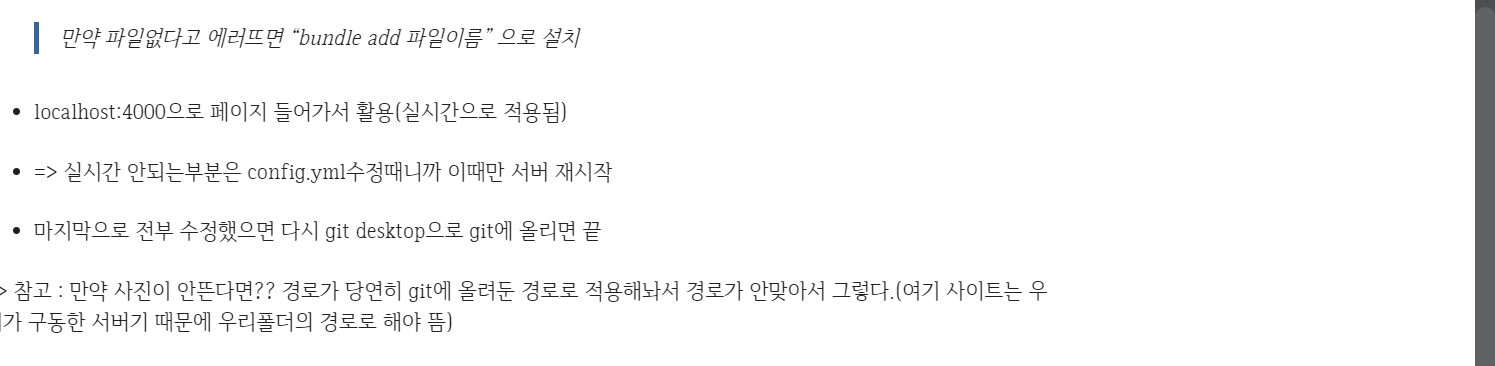 만약 파일없다고 에러뜨면 “bundle add 파일이름” 으로 설치
localhost:4000으로 페이지 들어가서 활용(실시간으로 적용됨)
=> 실시간 안되는부분은 config.yml수정때니까 이때만 서버 재시작
마지막으로 전부 수정했으면 다시 git desktop으로 git에 올리면 끝
> 참고 : 만약 사진이 안뜬다면?? 경로가 당연히 git에 올려둔 경로로 적용해놔서 경로가 안맞아서 그렇다.(여기 사이트는 우
가 구동한 서버기 때문에 우리폴더의 경로로 해야 뜸)